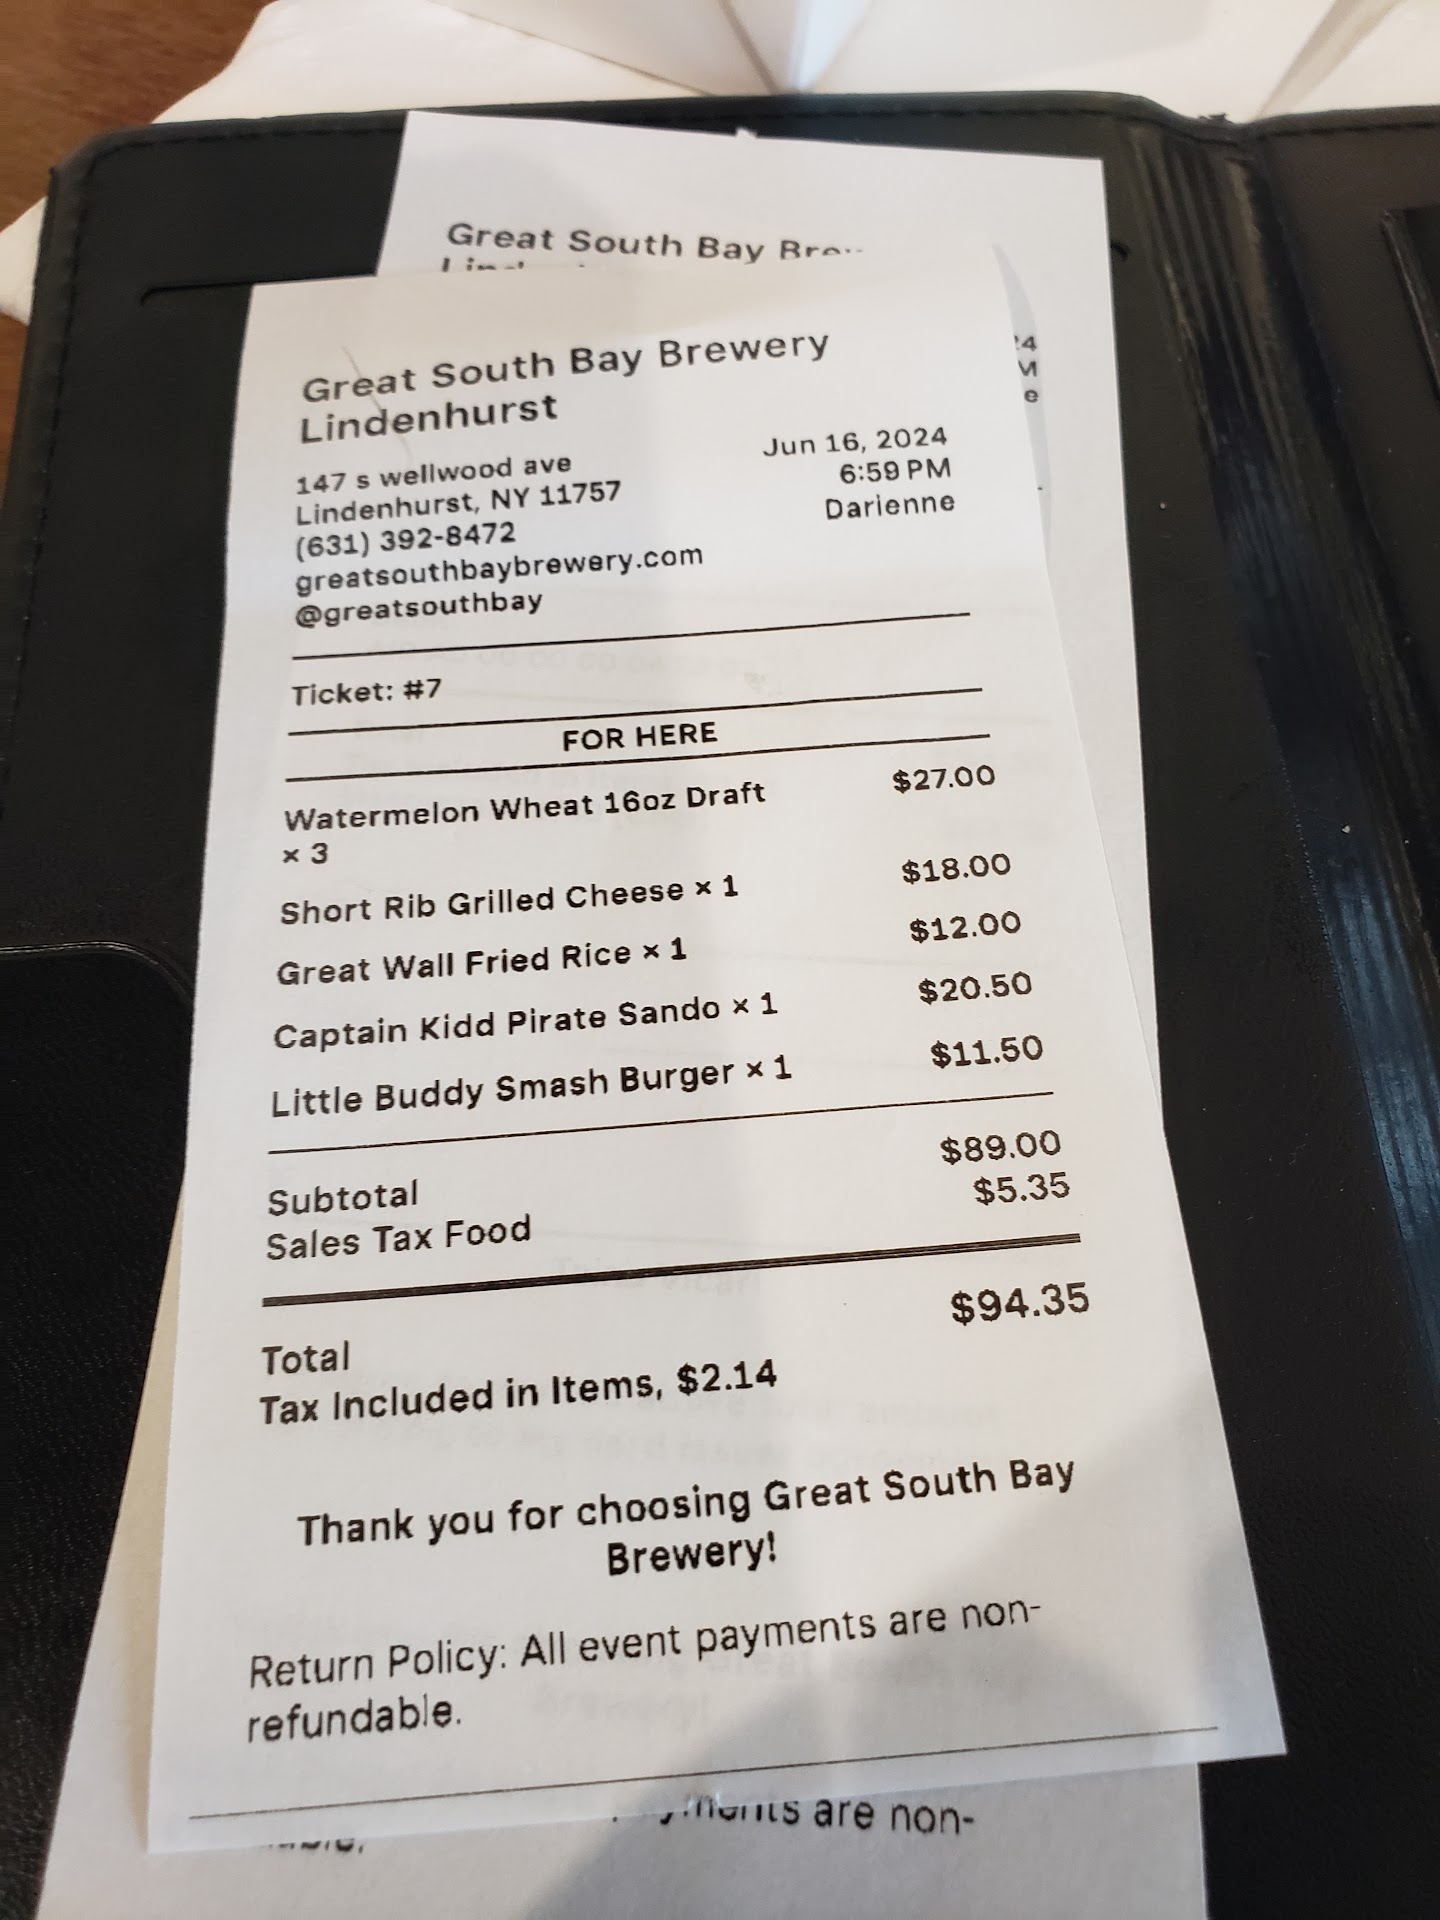 Great South Bay
Great South Bay Brewery
Lindenhurst
147 s wellwood ave
Lindenhurst, NY 11757
(631) 392-8472
greatsouthbaybrewery.com
@greatsouthbay
Jun 16, 2024
6:59 PM
Darienne
Ticket: #7
FOR HERE
Watermelon Wheat 16oz Draft $27.00
× 3
Short Rib Grilled Cheese × 1 $18.00
Great Wall Fried Rice × 1 $12.00
Captain Kidd Pirate Sando × 1 $20.50
Little Buddy Smash Burger × 1 $11.50
Subtotal $89.00
Sales Tax Food $5.35
Total $94.35
Tax Included in Items, $2.14
Thank you for choosing Great South Bay
Brewery!
Return Policy: All event payments are non-
refundable.
are non-